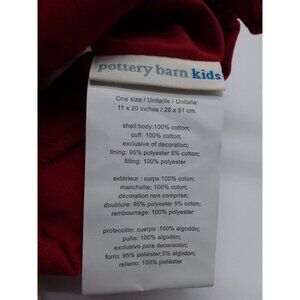 pottery barn kids
One size / Unitaille / Unitalla:
11 x 20 inches / 28 x 51 cm.
shell:body:100% cotton;
cuff: 100% cotton;
exclusive of decoration;
lining: 95% polyester 5% cotton;
filling: 100% polyester
extérieur : corps:100% coton;
manchette: 100% coton;
décoration non comprise;
doublure: 95% polyester 5% coton;
rembourrage: 100% polyester
protección: cuerpo :100% algodón;
puño: 100% algodón;
exclusivo para decoración;
forro: 95% poliéster;5% algodón;
relleno: 100% poliéster